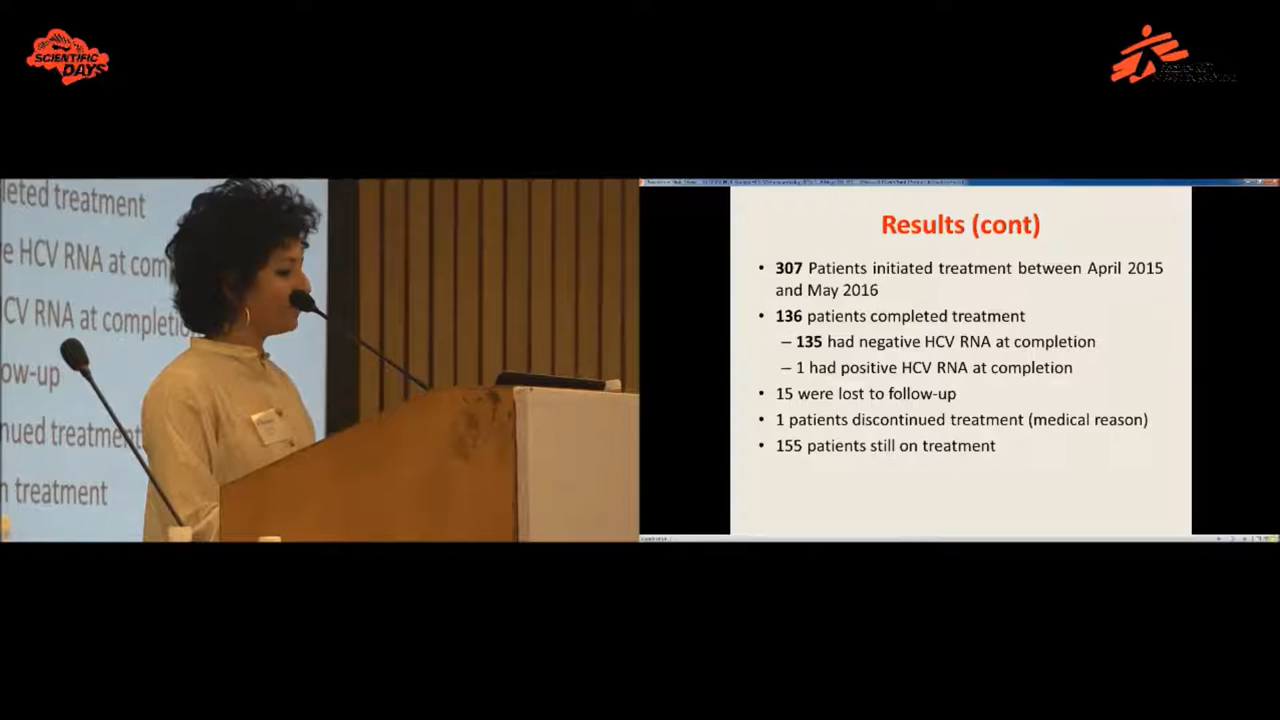 SCIENTIFIC
DAYS
leted treatment
e HCV RNA at com
CV RNA at completio
ow-up
nued treatment
n treatment
Results (cont)
• 307 Patients initiated treatment between April 2015
and May 2016
• 136 patients completed treatment
– 135 had negative HCV RNA at completion
– 1 had positive HCV RNA at completion
• 15 were lost to follow-up
• 1 patients discontinued treatment (medical reason)
• 155 patients still on treatment